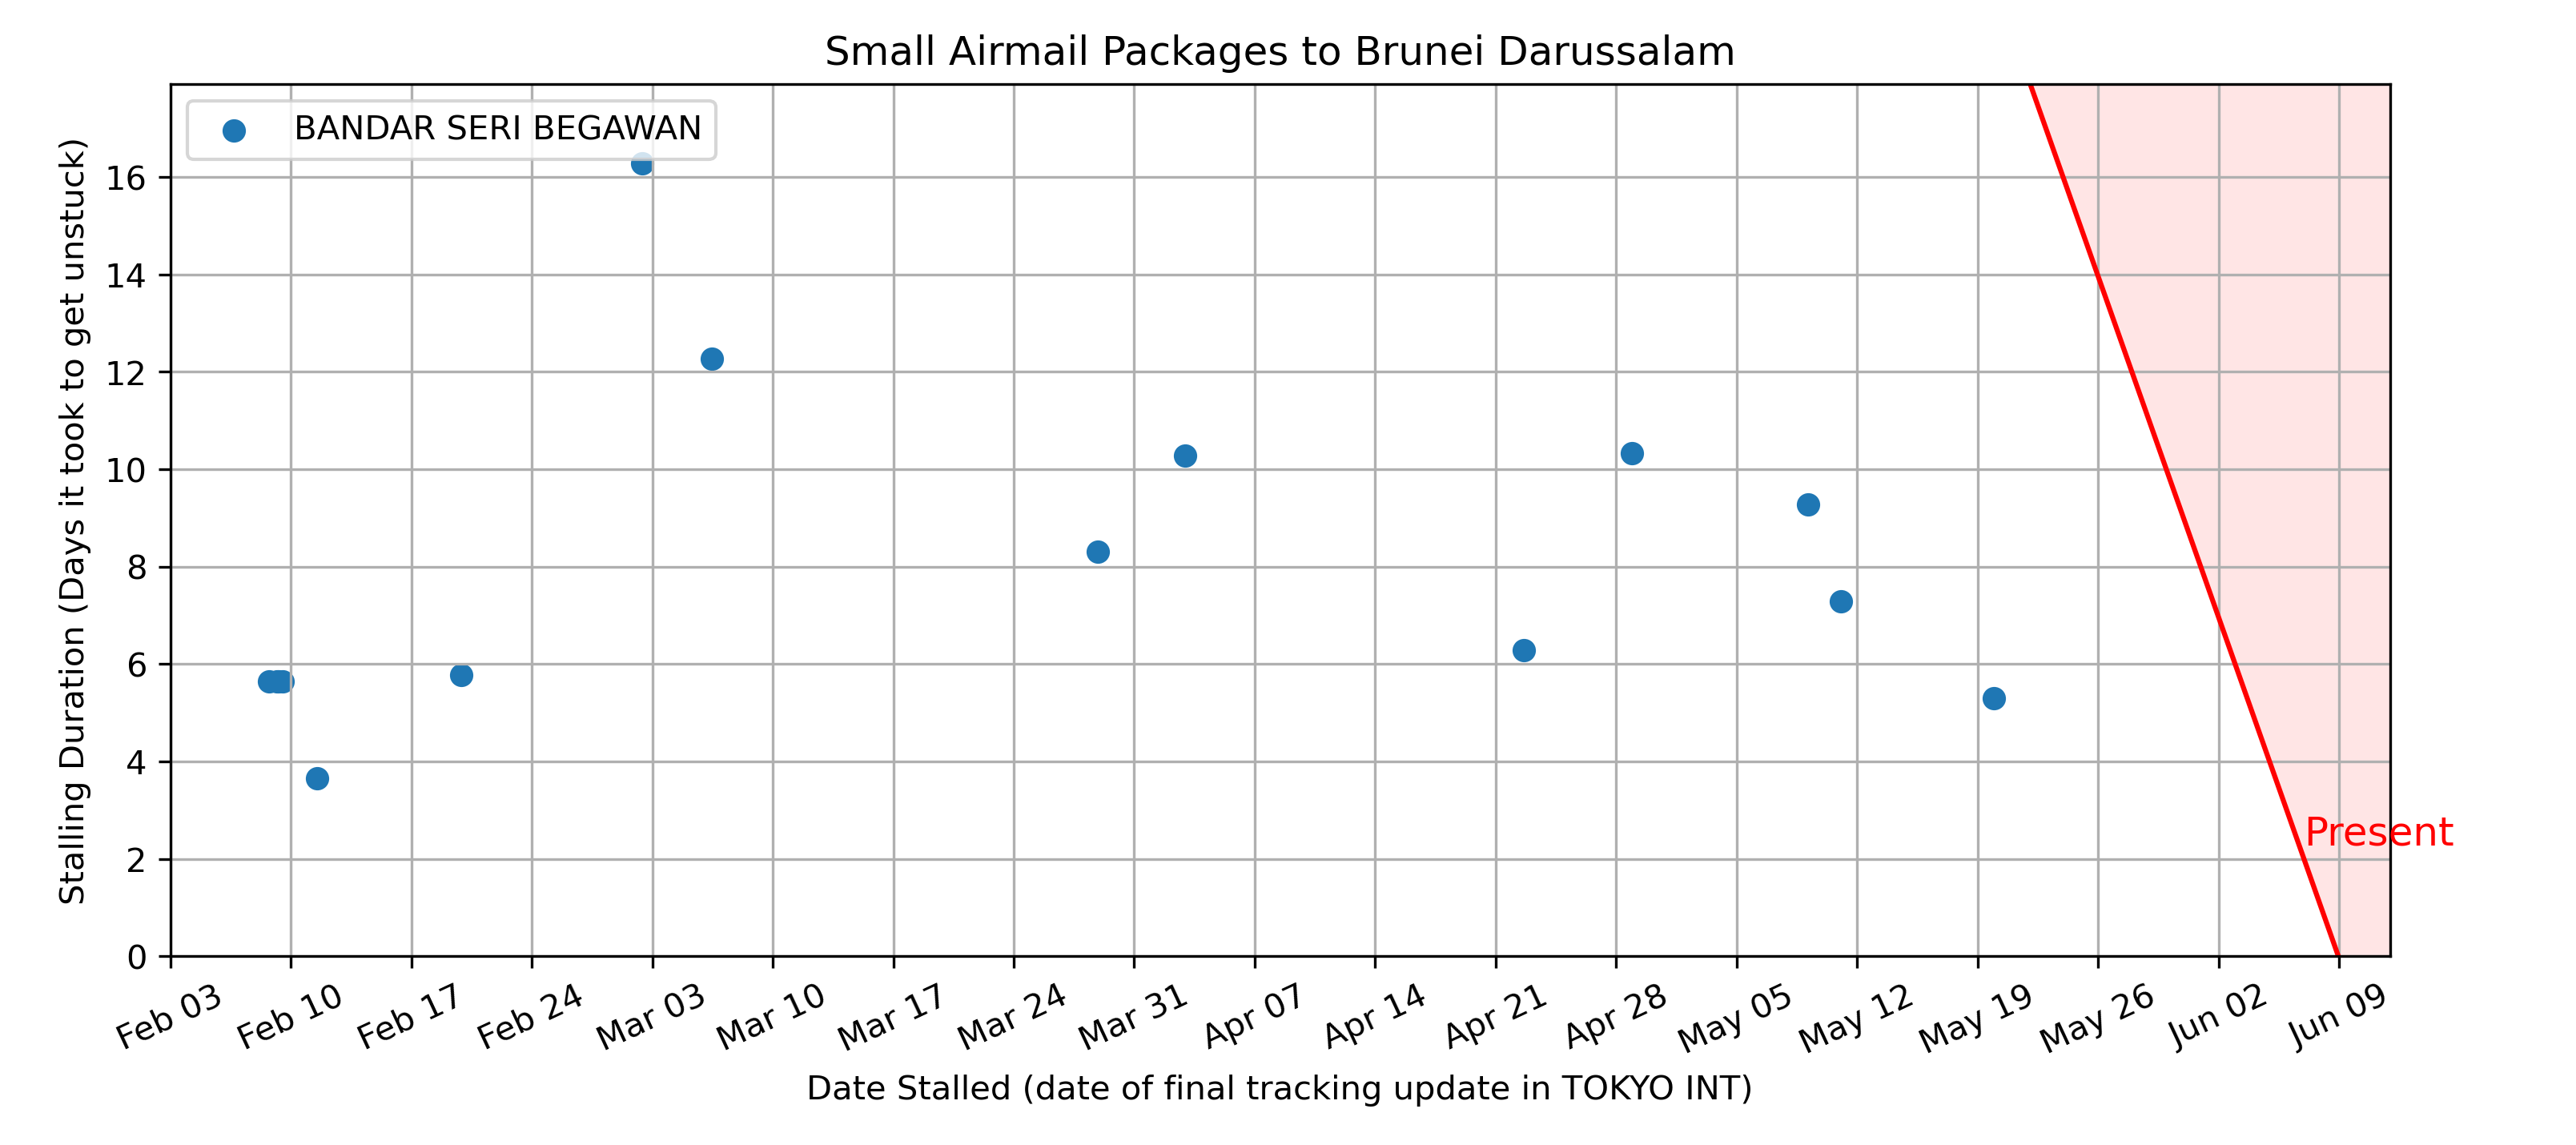 Small Airmail Packages to Brunei Darussalam
BANDAR SERI BEGAWAN
Stalling Duration (Days it took to get unstuck)
16
14
12
10
8
6
4
2
0
Present
Feb 03
Feb 10
Feb 17
Feb 24
Mar 03
Mar 10
Mar 17
Mar 24
Mar 31
Apr 07
Apr 14
Apr 21
Apr 28
May 05
May 12
May 19
May 26
Jun 02
Jun 09
Date Stalled (date of final tracking update in TOKYO INT)